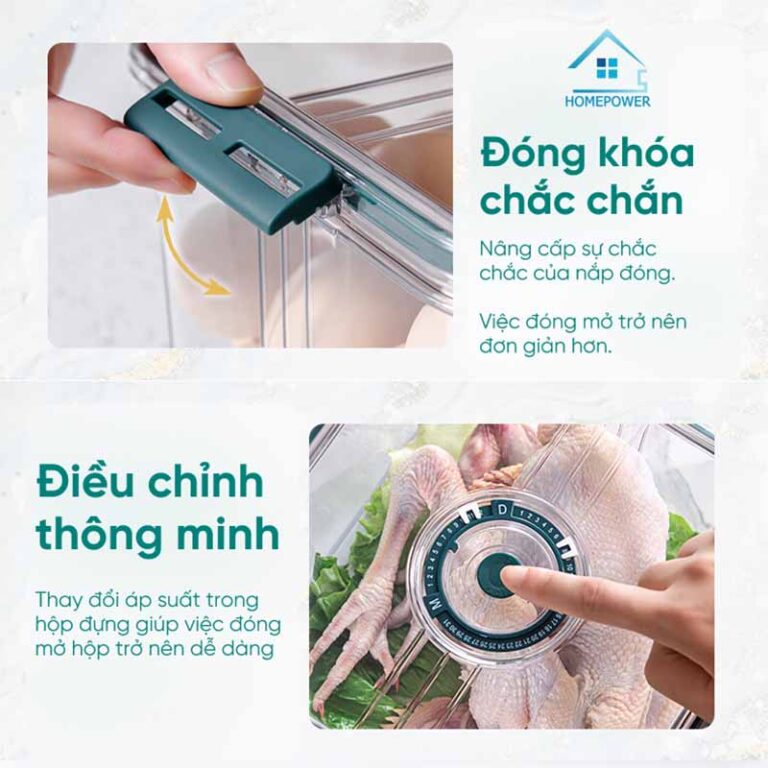 HOMEPOWER
Đóng khóa
chắc chắn
Nâng cấp sự chắc
chắc của nắp đóng.
Việc đóng mở trở nên
đơn giản hơn.
Điều chỉnh
thông minh
Thay đổi áp suất trong
hộp đựng giúp việc đóng
mở hộp trở nên dễ dàng
D
M